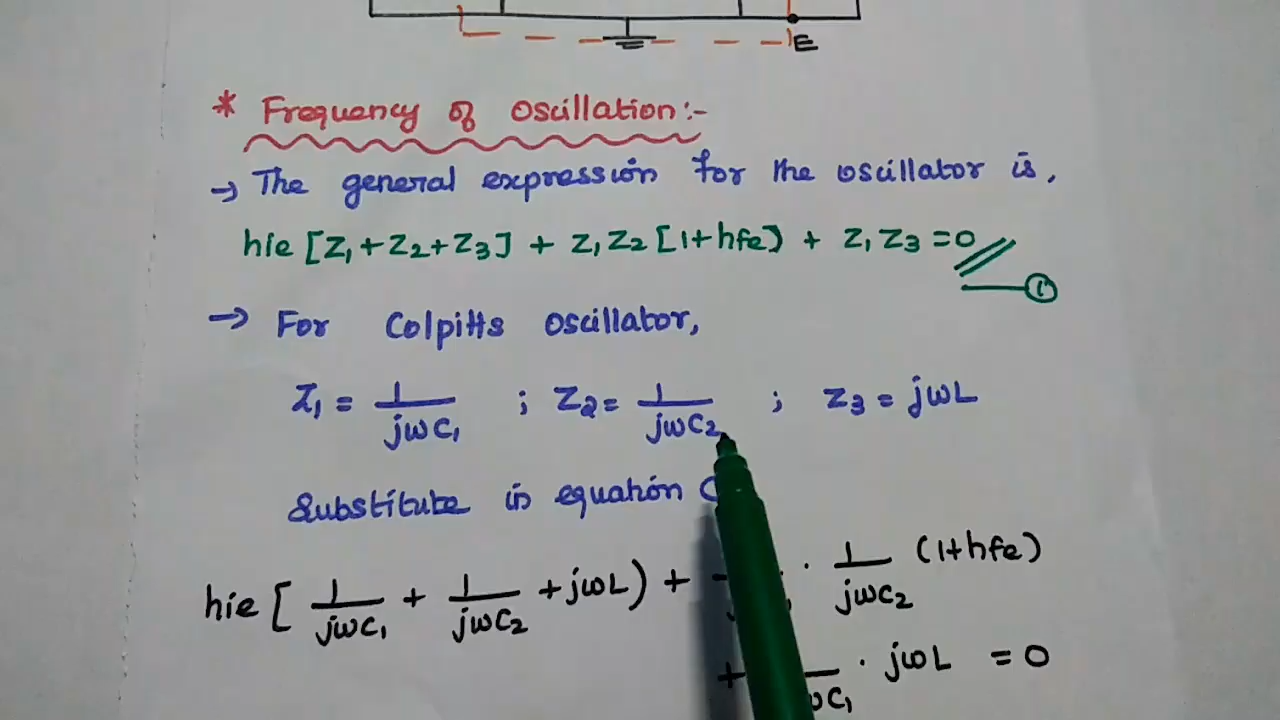 E
* Frequency of Oscillation:-
→ The general expression for the oscillator is,
hie [Z₁+Z₂+Z₃] + Z₁Z₂ [1+hfe) + Z₁Z₃ =0
①
→ For Colpitts oscillator,
Z₁ = 1/jωC₁ ; Z₂ = 1/jωC₂ ; Z₃ = jωL
Substitute in equation
hie [ 1/jωC₁ + 1/jωC₂ + jωL) + · 1/jωC₂ (1+hfe)
+ · jωL = 0